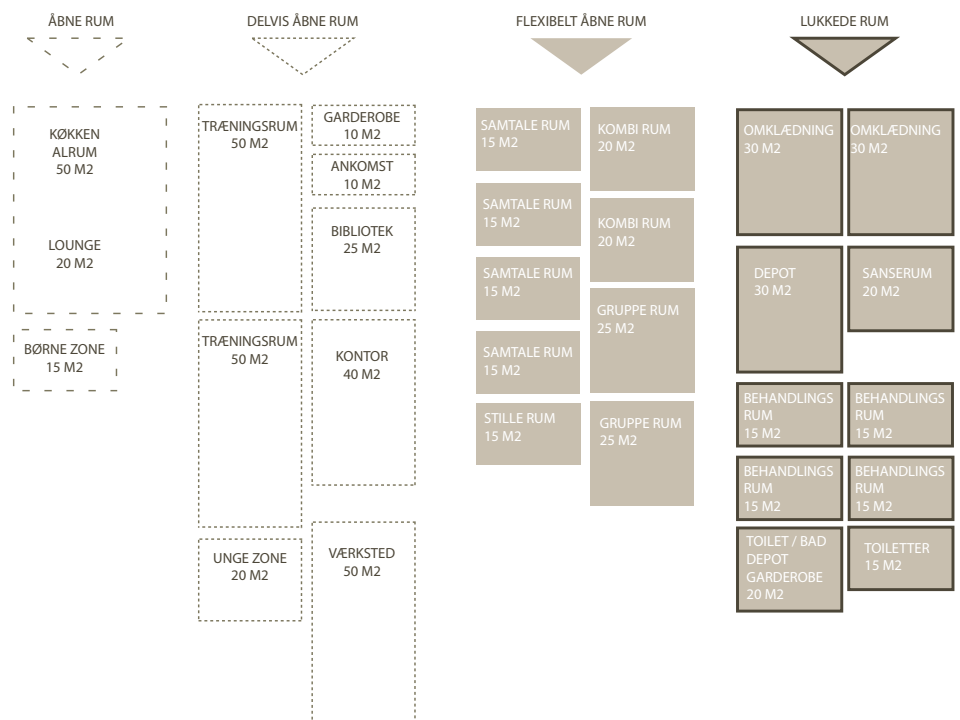 ÅBNE RUM
KØKKEN
ALRUM
50 M2
LOUNGE
20 M2
BØRNE ZONE
15 M2
DELVIS ÅBNE RUM
TRÆNINGSRUM
50 M2
TRÆNINGSRUM
50 M2
UNGE ZONE
20 M2
GARDEROBE
10 M2
ANKOMST
10 M2
BIBLIOTEK
25 M2
KONTOR
40 M2
VÆRKSTED
50 M2
FLEXIBELT ÅBNE RUM
SAMTALE RUM
15 M2
SAMTALE RUM
15 M2
SAMTALE RUM
15 M2
SAMTALE RUM
15 M2
STILLE RUM
15 M2
KOMBI RUM
20 M2
KOMBI RUM
20 M2
GRUPPE RUM
25 M2
GRUPPE RUM
25 M2
LUKKEDE RUM
OMKLÆDNING
30 M2
OMKLÆDNING
30 M2
DEPOT
30 M2
SANSERUM
20 M2
BEHANDLINGS
RUM
15 M2
BEHANDLINGS
RUM
15 M2
BEHANDLINGS
RUM
15 M2
BEHANDLINGS
RUM
15 M2
TOILET / BAD
DEPOT
GARDEROBE
20 M2
TOILETTER
15 M2